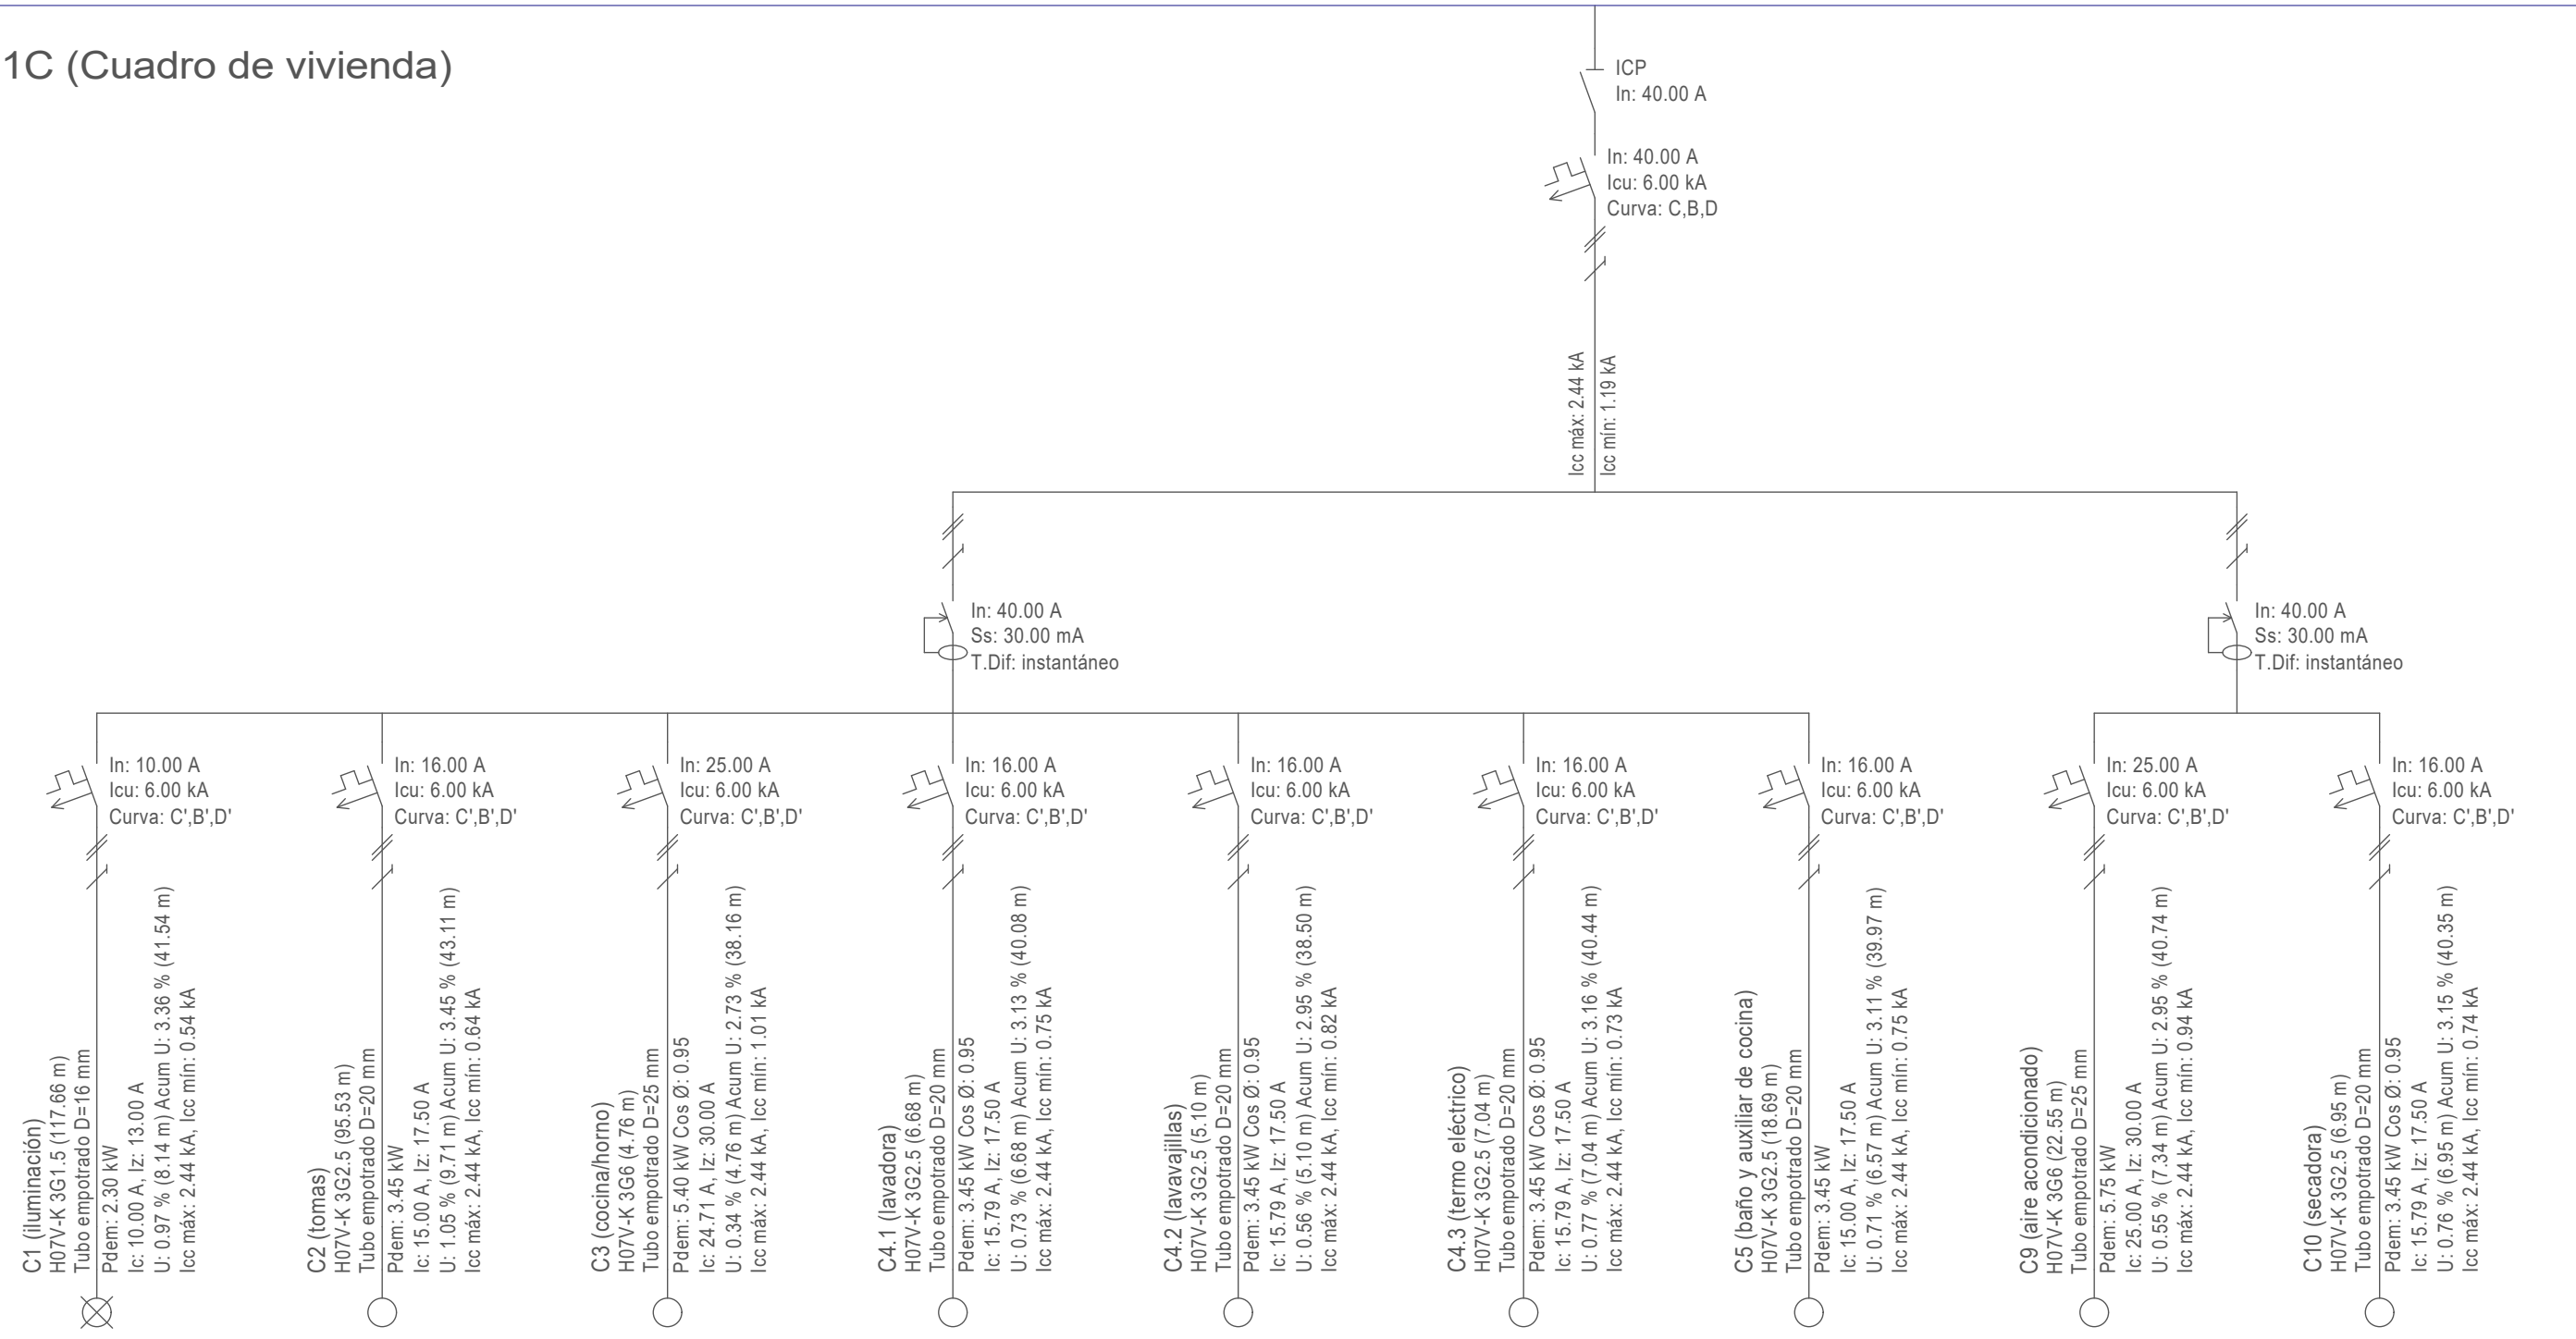 1C (Cuadro de vivienda)
ICP
In: 40.00 A
In: 40.00 A
Icu: 6.00 kA
Curva: C,B,D
Icc máx: 2.44 kA
Icc mín: 1.19 kA
In: 40.00 A
Ss: 30.00 mA
T.Dif: instantáneo
In: 40.00 A
Ss: 30.00 mA
T.Dif: instantáneo
In: 10.00 A
Icu: 6.00 kA
Curva: C',B',D'
In: 16.00 A
Icu: 6.00 kA
Curva: C',B',D'
In: 25.00 A
Icu: 6.00 kA
Curva: C',B',D'
In: 16.00 A
Icu: 6.00 kA
Curva: C',B',D'
In: 16.00 A
Icu: 6.00 kA
Curva: C',B',D'
In: 16.00 A
Icu: 6.00 kA
Curva: C',B',D'
In: 16.00 A
Icu: 6.00 kA
Curva: C',B',D'
In: 25.00 A
Icu: 6.00 kA
Curva: C',B',D'
In: 16.00 A
Icu: 6.00 kA
Curva: C',B',D'
C1 (iluminación)
H07V-K 3G1.5 (117.66 m)
Tubo empotrado D=16 mm
Pdem: 2.30 kW
Ic: 10.00 A, Iz: 13.00 A
U: 0.97 % (8.14 m) Acum U: 3.36 % (41.54 m)
Icc máx: 2.44 kA, Icc mín: 0.54 kA
C2 (tomas)
H07V-K 3G2.5 (95.53 m)
Tubo empotrado D=20 mm
Pdem: 3.45 kW
Ic: 15.00 A, Iz: 17.50 A
U: 1.05 % (9.71 m) Acum U: 3.45 % (43.11 m)
Icc máx: 2.44 kA, Icc mín: 0.64 kA
C3 (cocina/horno)
H07V-K 3G6 (4.76 m)
Tubo empotrado D=25 mm
Pdem: 5.40 kW Cos Ø: 0.95
Ic: 24.71 A, Iz: 30.00 A
U: 0.34 % (4.76 m) Acum U: 2.73 % (38.16 m)
Icc máx: 2.44 kA, Icc mín: 1.01 kA
C4.1 (lavadora)
H07V-K 3G2.5 (6.68 m)
Tubo empotrado D=20 mm
Pdem: 3.45 kW Cos Ø: 0.95
Ic: 15.79 A, Iz: 17.50 A
U: 0.73 % (6.68 m) Acum U: 3.13 % (40.08 m)
Icc máx: 2.44 kA, Icc mín: 0.75 kA
C4.2 (lavavajillas)
H07V-K 3G2.5 (5.10 m)
Tubo empotrado D=20 mm
Pdem: 3.45 kW Cos Ø: 0.95
Ic: 15.79 A, Iz: 17.50 A
U: 0.56 % (5.10 m) Acum U: 2.95 % (38.50 m)
Icc máx: 2.44 kA, Icc mín: 0.82 kA
C4.3 (termo eléctrico)
H07V-K 3G2.5 (7.04 m)
Tubo empotrado D=20 mm
Pdem: 3.45 kW Cos Ø: 0.95
Ic: 15.79 A, Iz: 17.50 A
U: 0.77 % (7.04 m) Acum U: 3.16 % (40.44 m)
Icc máx: 2.44 kA, Icc mín: 0.73 kA
C5 (baño y auxiliar de cocina)
H07V-K 3G2.5 (18.69 m)
Tubo empotrado D=20 mm
Pdem: 3.45 kW
Ic: 15.00 A, Iz: 17.50 A
U: 0.71 % (6.57 m) Acum U: 3.11 % (39.97 m)
Icc máx: 2.44 kA, Icc mín: 0.75 kA
C9 (aire acondicionado)
H07V-K 3G6 (22.55 m)
Tubo empotrado D=25 mm
Pdem: 5.75 kW
Ic: 25.00 A, Iz: 30.00 A
U: 0.55 % (7.34 m) Acum U: 2.95 % (40.74 m)
Icc máx: 2.44 kA, Icc mín: 0.94 kA
C10 (secadora)
H07V-K 3G2.5 (6.95 m)
Tubo empotrado D=20 mm
Pdem: 3.45 kW Cos Ø: 0.95
Ic: 15.79 A, Iz: 17.50 A
U: 0.76 % (6.95 m) Acum U: 3.15 % (40.35 m)
Icc máx: 2.44 kA, Icc mín: 0.74 kA